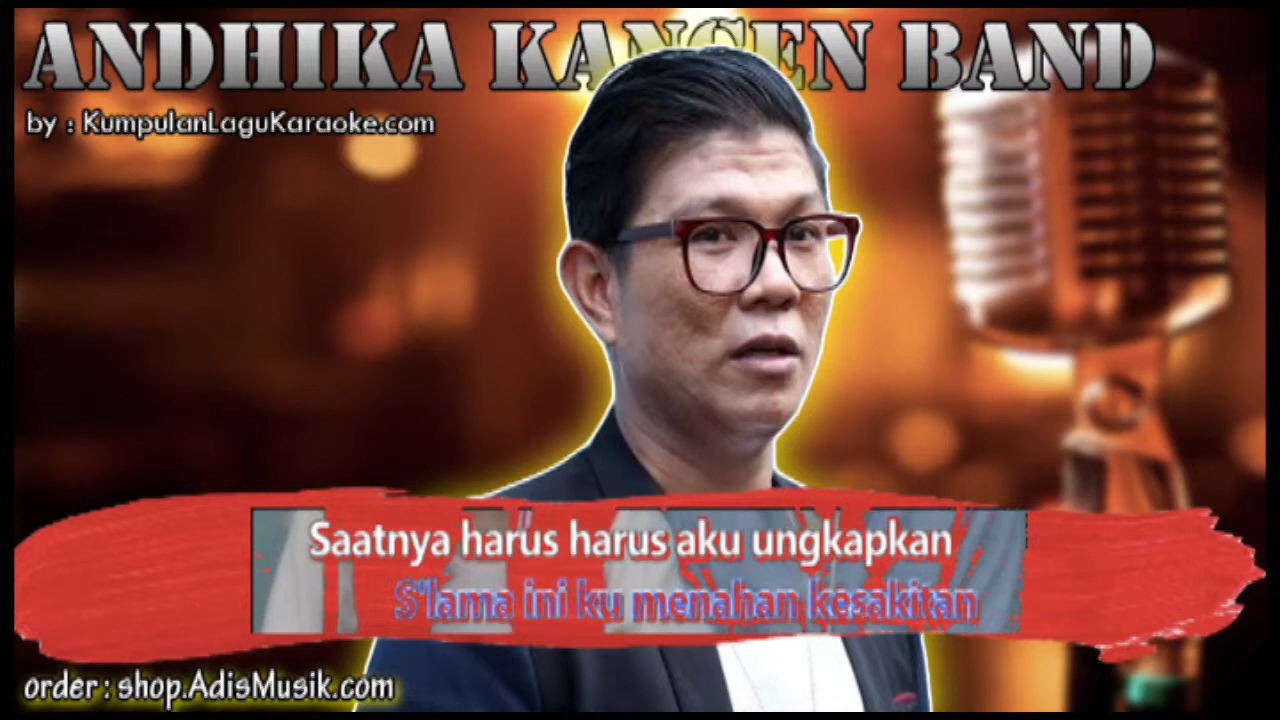 ANDHIKA KANGEN BAND
by : KumpulanLaguKaraoke.com
Saatnya harus harus aku ungkapkan
S'lama ini ku menahan kesakitan
order : shop.AdisMusik.com